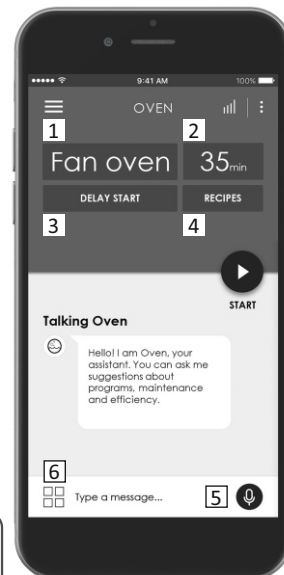 9:41 AM
100%
OVEN
1
2
Fan oven
35min
DELAY START
RECIPES
3
4
START
Talking Oven
Hello! I am Oven, your
assistant. You can ask me
suggestions about
programs, maintenance
and efficiency.
6
Type a message...
5